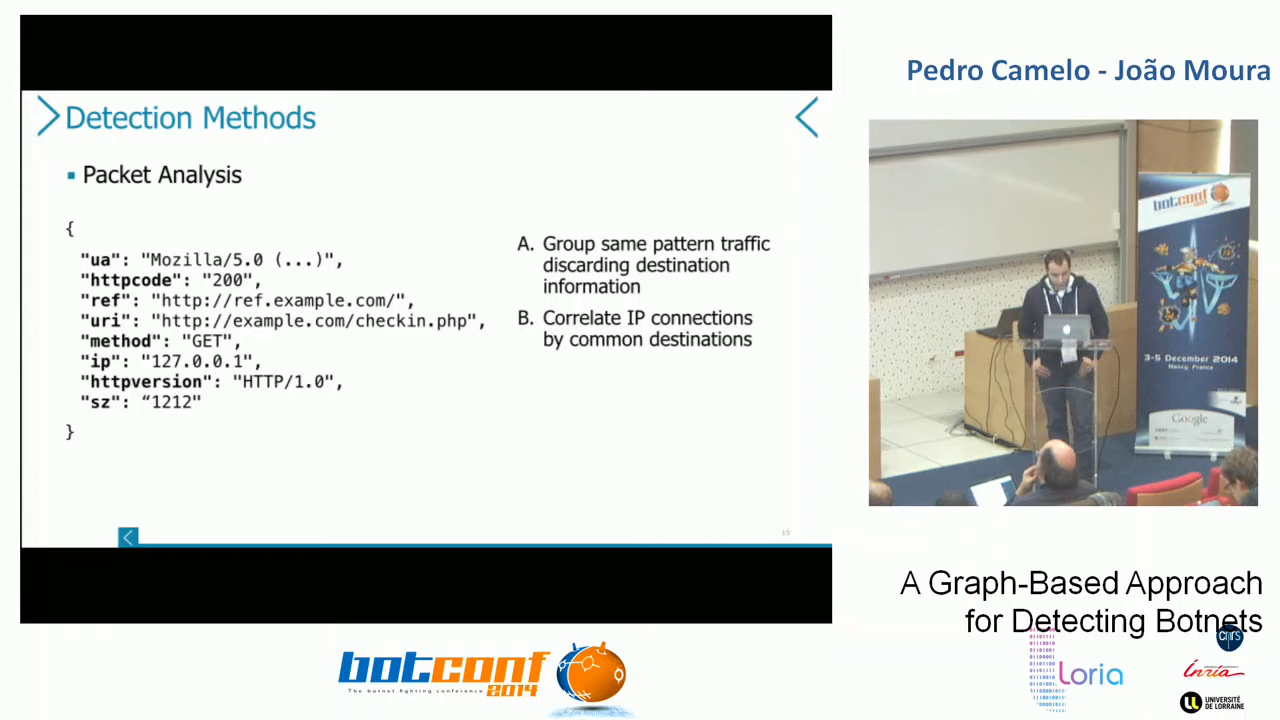 Pedro Camelo - João Moura
Detection Methods
Packet Analysis
{
"ua": "Mozilla/5.0 (...)",
"httpcode": "200",
"ref": "http://ref.example.com/",
"uri": "http://example.com/checkin.php",
"method": "GET",
"ip": "127.0.0.1",
"httpversion": "HTTP/1.0",
"sz": “1212"
}
A. Group same pattern traffic
discarding destination
information
B. Correlate IP connections
by common destinations
botconf
2014
3-5 December 2014
Nancy, France
Google
A Graph-Based Approach
for Detecting Botnets
botconf
The botnet fighting conference 2014
Loria
cnrs
Inria
UNIVERSITÉ
DE LORRAINE